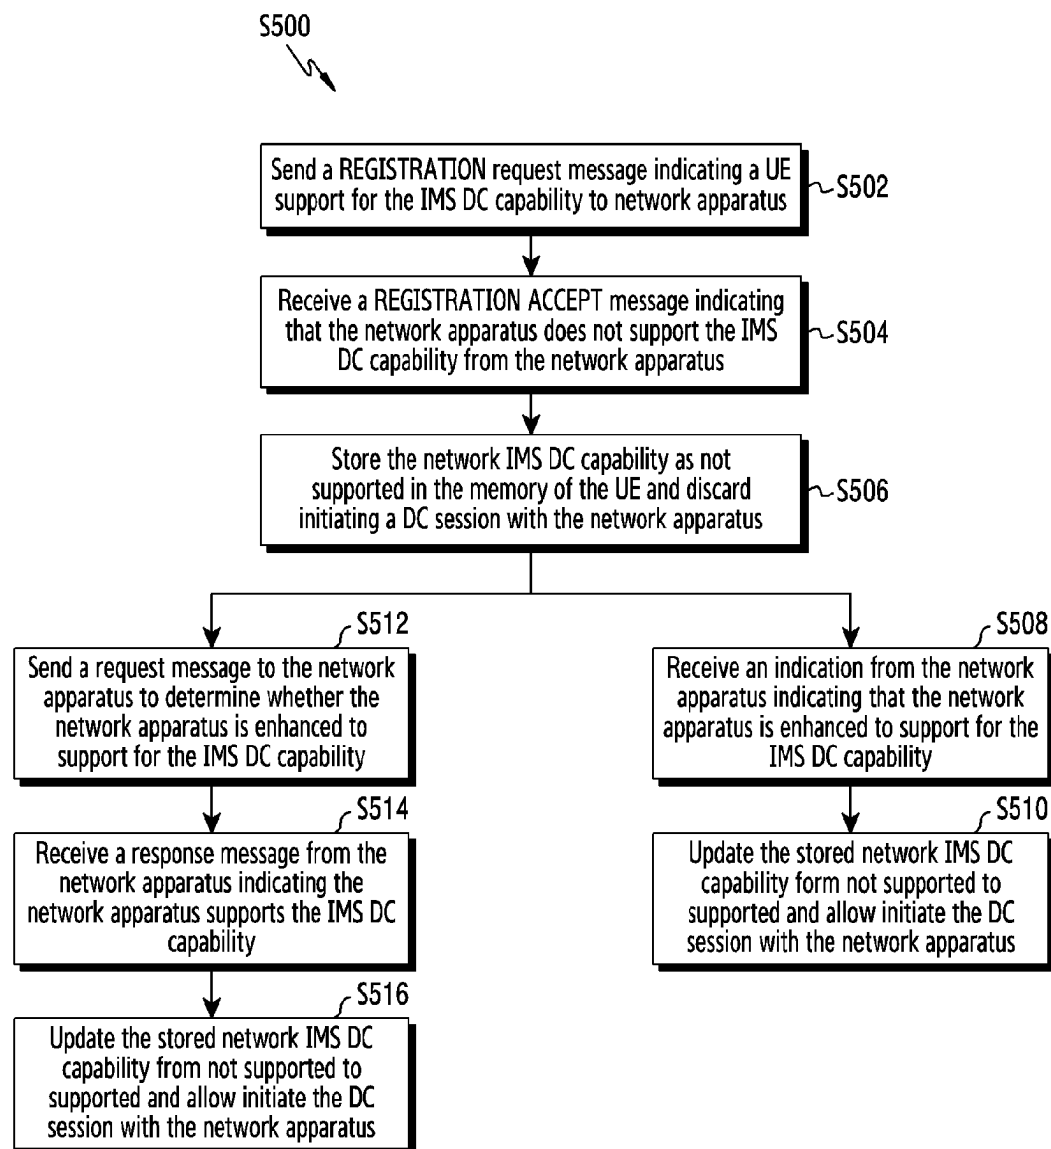 S500
Send a REGISTRATION request message indicating a UE
support for the IMS DC capability to network apparatus
S502
Receive a REGISTRATION ACCEPT message indicating
that the network apparatus does not support the IMS
DC capability from the network apparatus
S504
Store the network IMS DC capability as not
supported in the memory of the UE and discard
initiating a DC session with the network apparatus
S506
S512
Send a request message to the network
apparatus to determine whether the
network apparatus is enhanced to
support for the IMS DC capability
S514
Receive a response message from the
network apparatus indicating the
network apparatus supports the IMS DC
capability
S516
Update the stored network IMS DC
capability from not supported to
supported and allow initiate the DC
session with the network apparatus
S508
Receive an indication from the network
apparatus indicating that the network
apparatus is enhanced to support for the
IMS DC capability
S510
Update the stored network IMS DC
capability form not supported to
supported and allow initiate the DC
session with the network apparatus